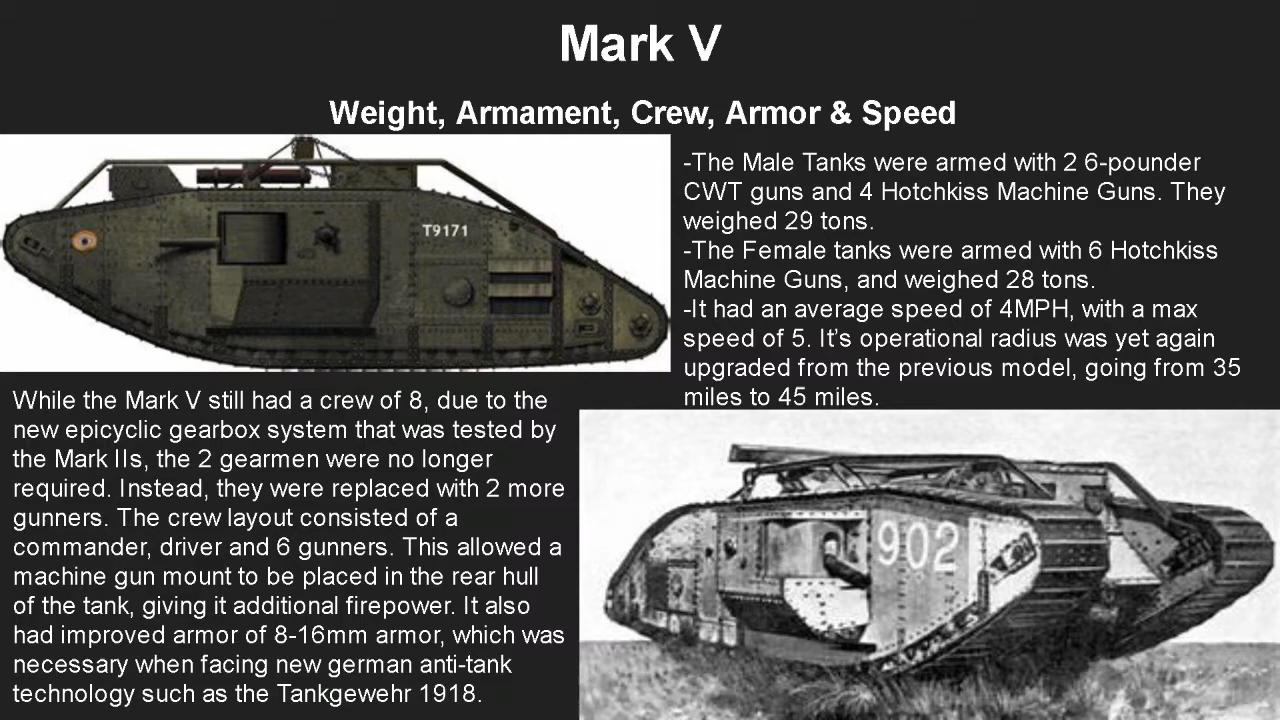 Mark V
Weight, Armament, Crew, Armor & Speed
T9171
-The Male Tanks were armed with 2 6-pounder
CWT guns and 4 Hotchkiss Machine Guns. They
weighed 29 tons.
-The Female tanks were armed with 6 Hotchkiss
Machine Guns, and weighed 28 tons.
-It had an average speed of 4MPH, with a max
speed of 5. It’s operational radius was yet again
upgraded from the previous model, going from 35
miles to 45 miles.
While the Mark V still had a crew of 8, due to the
new epicyclic gearbox system that was tested by
the Mark IIs, the 2 gearmen were no longer
required. Instead, they were replaced with 2 more
gunners. The crew layout consisted of a
commander, driver and 6 gunners. This allowed a
machine gun mount to be placed in the rear hull
of the tank, giving it additional firepower. It also
had improved armor of 8-16mm armor, which was
necessary when facing new german anti-tank
technology such as the Tankgewehr 1918.
902